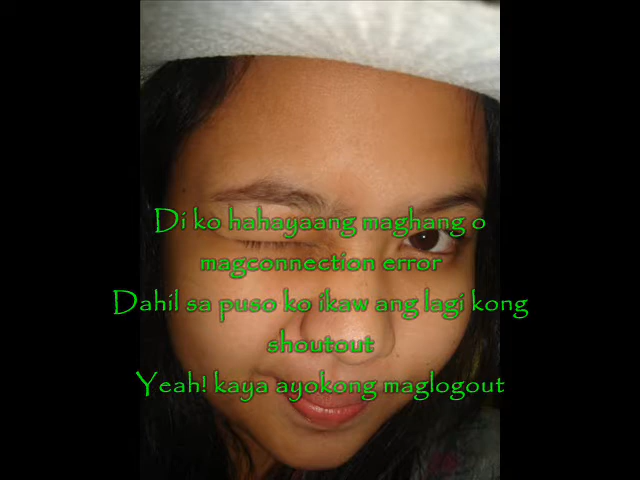 Di ko hahayaang maghang o
magconnection error
Dahil sa puso ko ikaw ang lagi kong
shoutout
Yeah! kaya ayokong maglogout